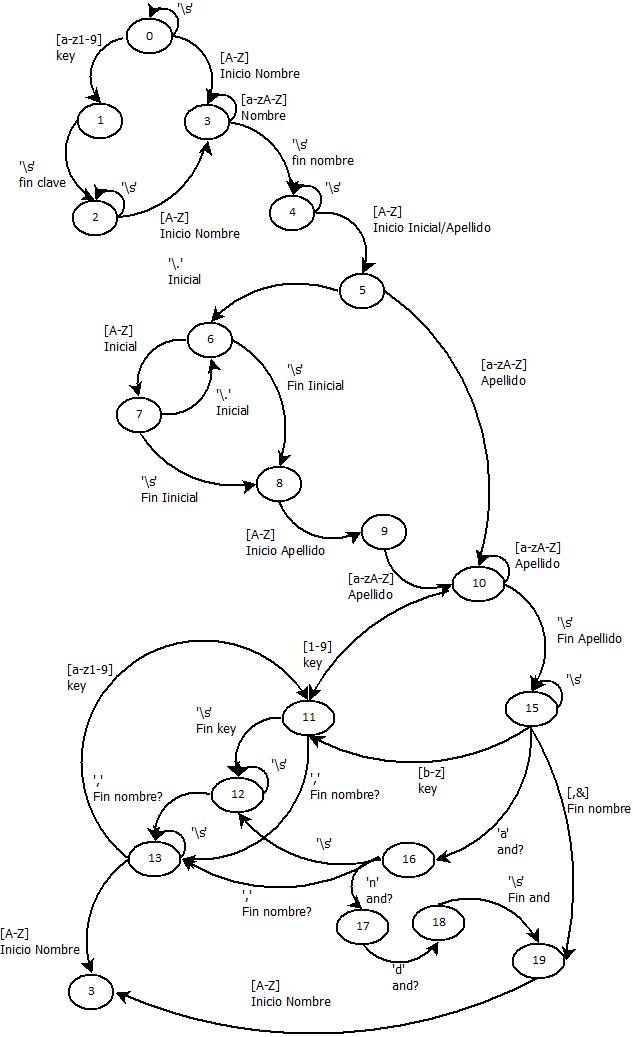 '\s'
0
[a-z1-9]
key
[A-Z]
Inicio Nombre
[a-zA-Z]
Nombre
1
3
'\s'
fin nombre
'\s'
fin clave
'\s'
'\s'
2
4
[A-Z]
Inicio Nombre
[A-Z]
Inicio Inicial/Apellido
'\.'
Inicial
5
[A-Z]
Inicial
6
'\s'
Fin Iinicial
[a-zA-Z]
Apellido
'\.'
Inicial
7
'\s'
Fin Iinicial
8
[A-Z]
Inicio Apellido
9
[a-zA-Z]
Apellido
[a-zA-Z]
Apellido
10
'\s'
Fin Apellido
[1-9]
key
[a-z1-9]
key
'\s'
'\s'
Fin key
11
15
'\s'
[b-z]
key
','
Fin nombre?
','
Fin nombre?
12
[,&]
Fin nombre
'\s'
'\s'
'a'
and?
13
16
'n'
and?
'\s'
Fin and
','
Fin nombre?
17
18
[A-Z]
Inicio Nombre
'd'
and?
19
3
[A-Z]
Inicio Nombre